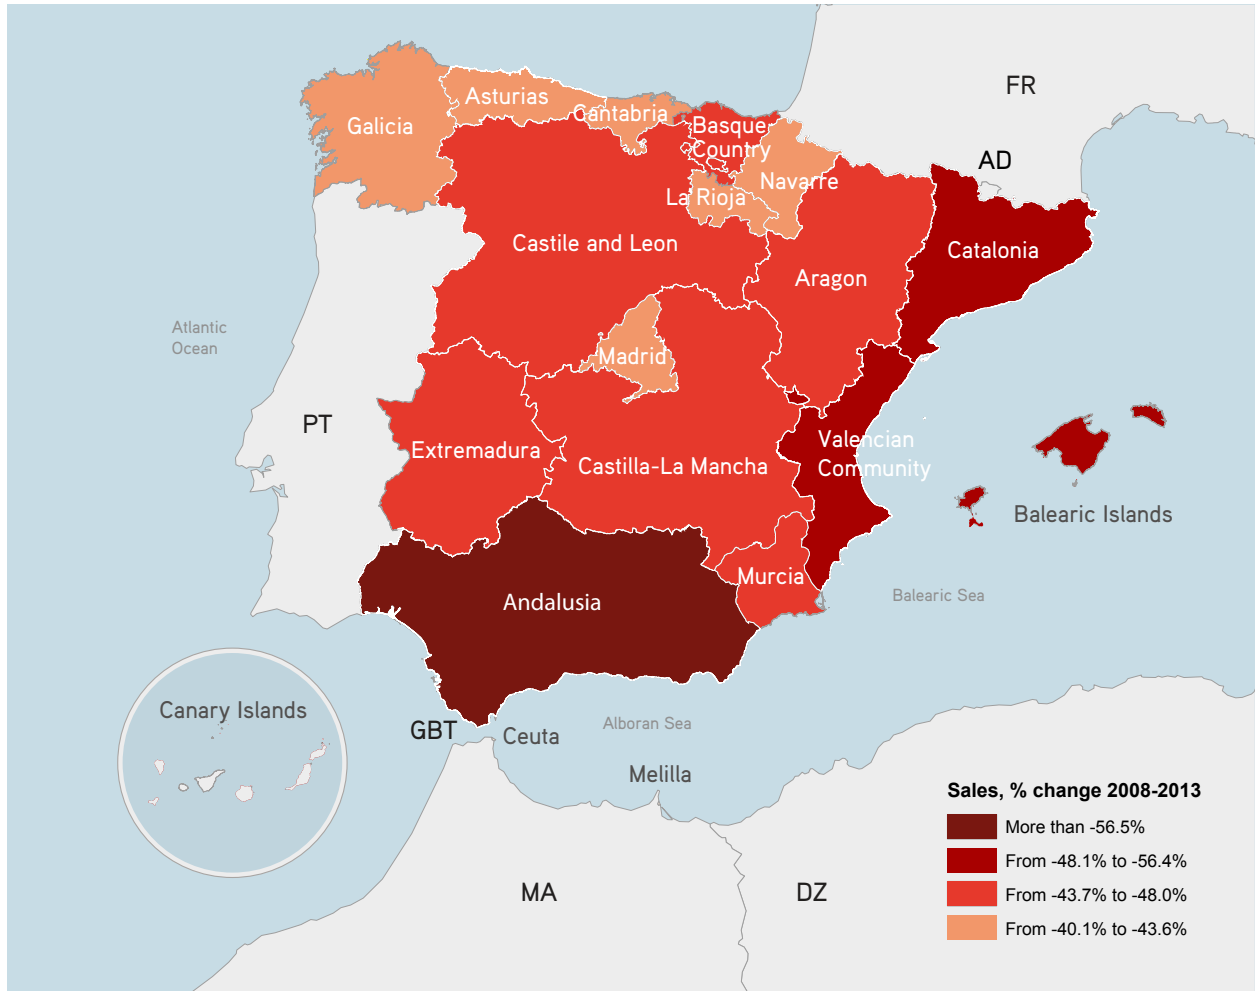 FR
Asturias
Cantabria
Galicia
Basque
Country
AD
Navarre
La Rioja
Castile and Leon
Catalonia
Aragon
Atlantic
Ocean
Madrid
PT
Valencian
Community
Extremadura
Castilla-La Mancha
Balearic Islands
Murcia
Balearic Sea
Andalusia
Canary Islands
GBT
Ceuta
Alboran Sea
Melilla
Sales, % change 2008-2013
More than -56.5%
From -48.1% to -56.4%
From -43.7% to -48.0%
From -40.1% to -43.6%
MA
DZ